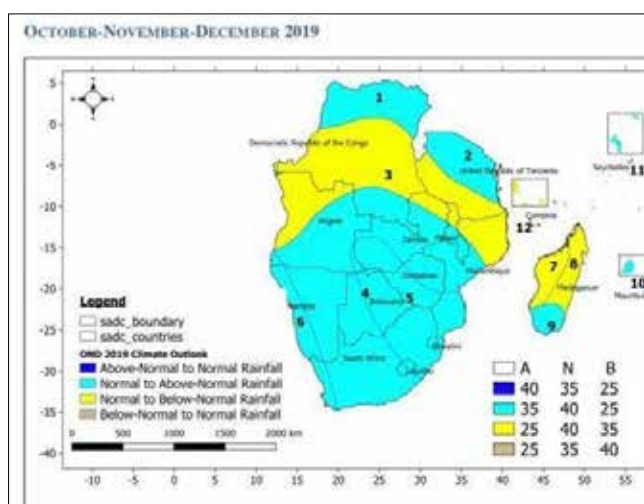 OCTOBER-NOVEMBER-DECEMBER 2019
5
0
-5
-10
-15
-20
-25
-30
-35
-40
1
2
3
4
5
6
7
8
9
10
11
12
Democratic Republic of the Congo
United Republic of Tanzania
Seychelles
Angola
Zambia
Mozambique
Zimbabwe
Madagascar
Namibia
Botswana
South Africa
Legend
sadc_boundary
sadc_countries
OND 2019 Climate Outlook
Above-Normal to Normal Rainfall
Normal to Above-Normal Rainfall
Normal to Below-Normal Rainfall
Below-Normal to Normal Rainfall
0 500 1000 1500 2000 km
A N B
40 35 25
35 40 25
25 40 35
25 35 40
-10 -5 0 5 10 15 20 25 30 35 40 45 50 55